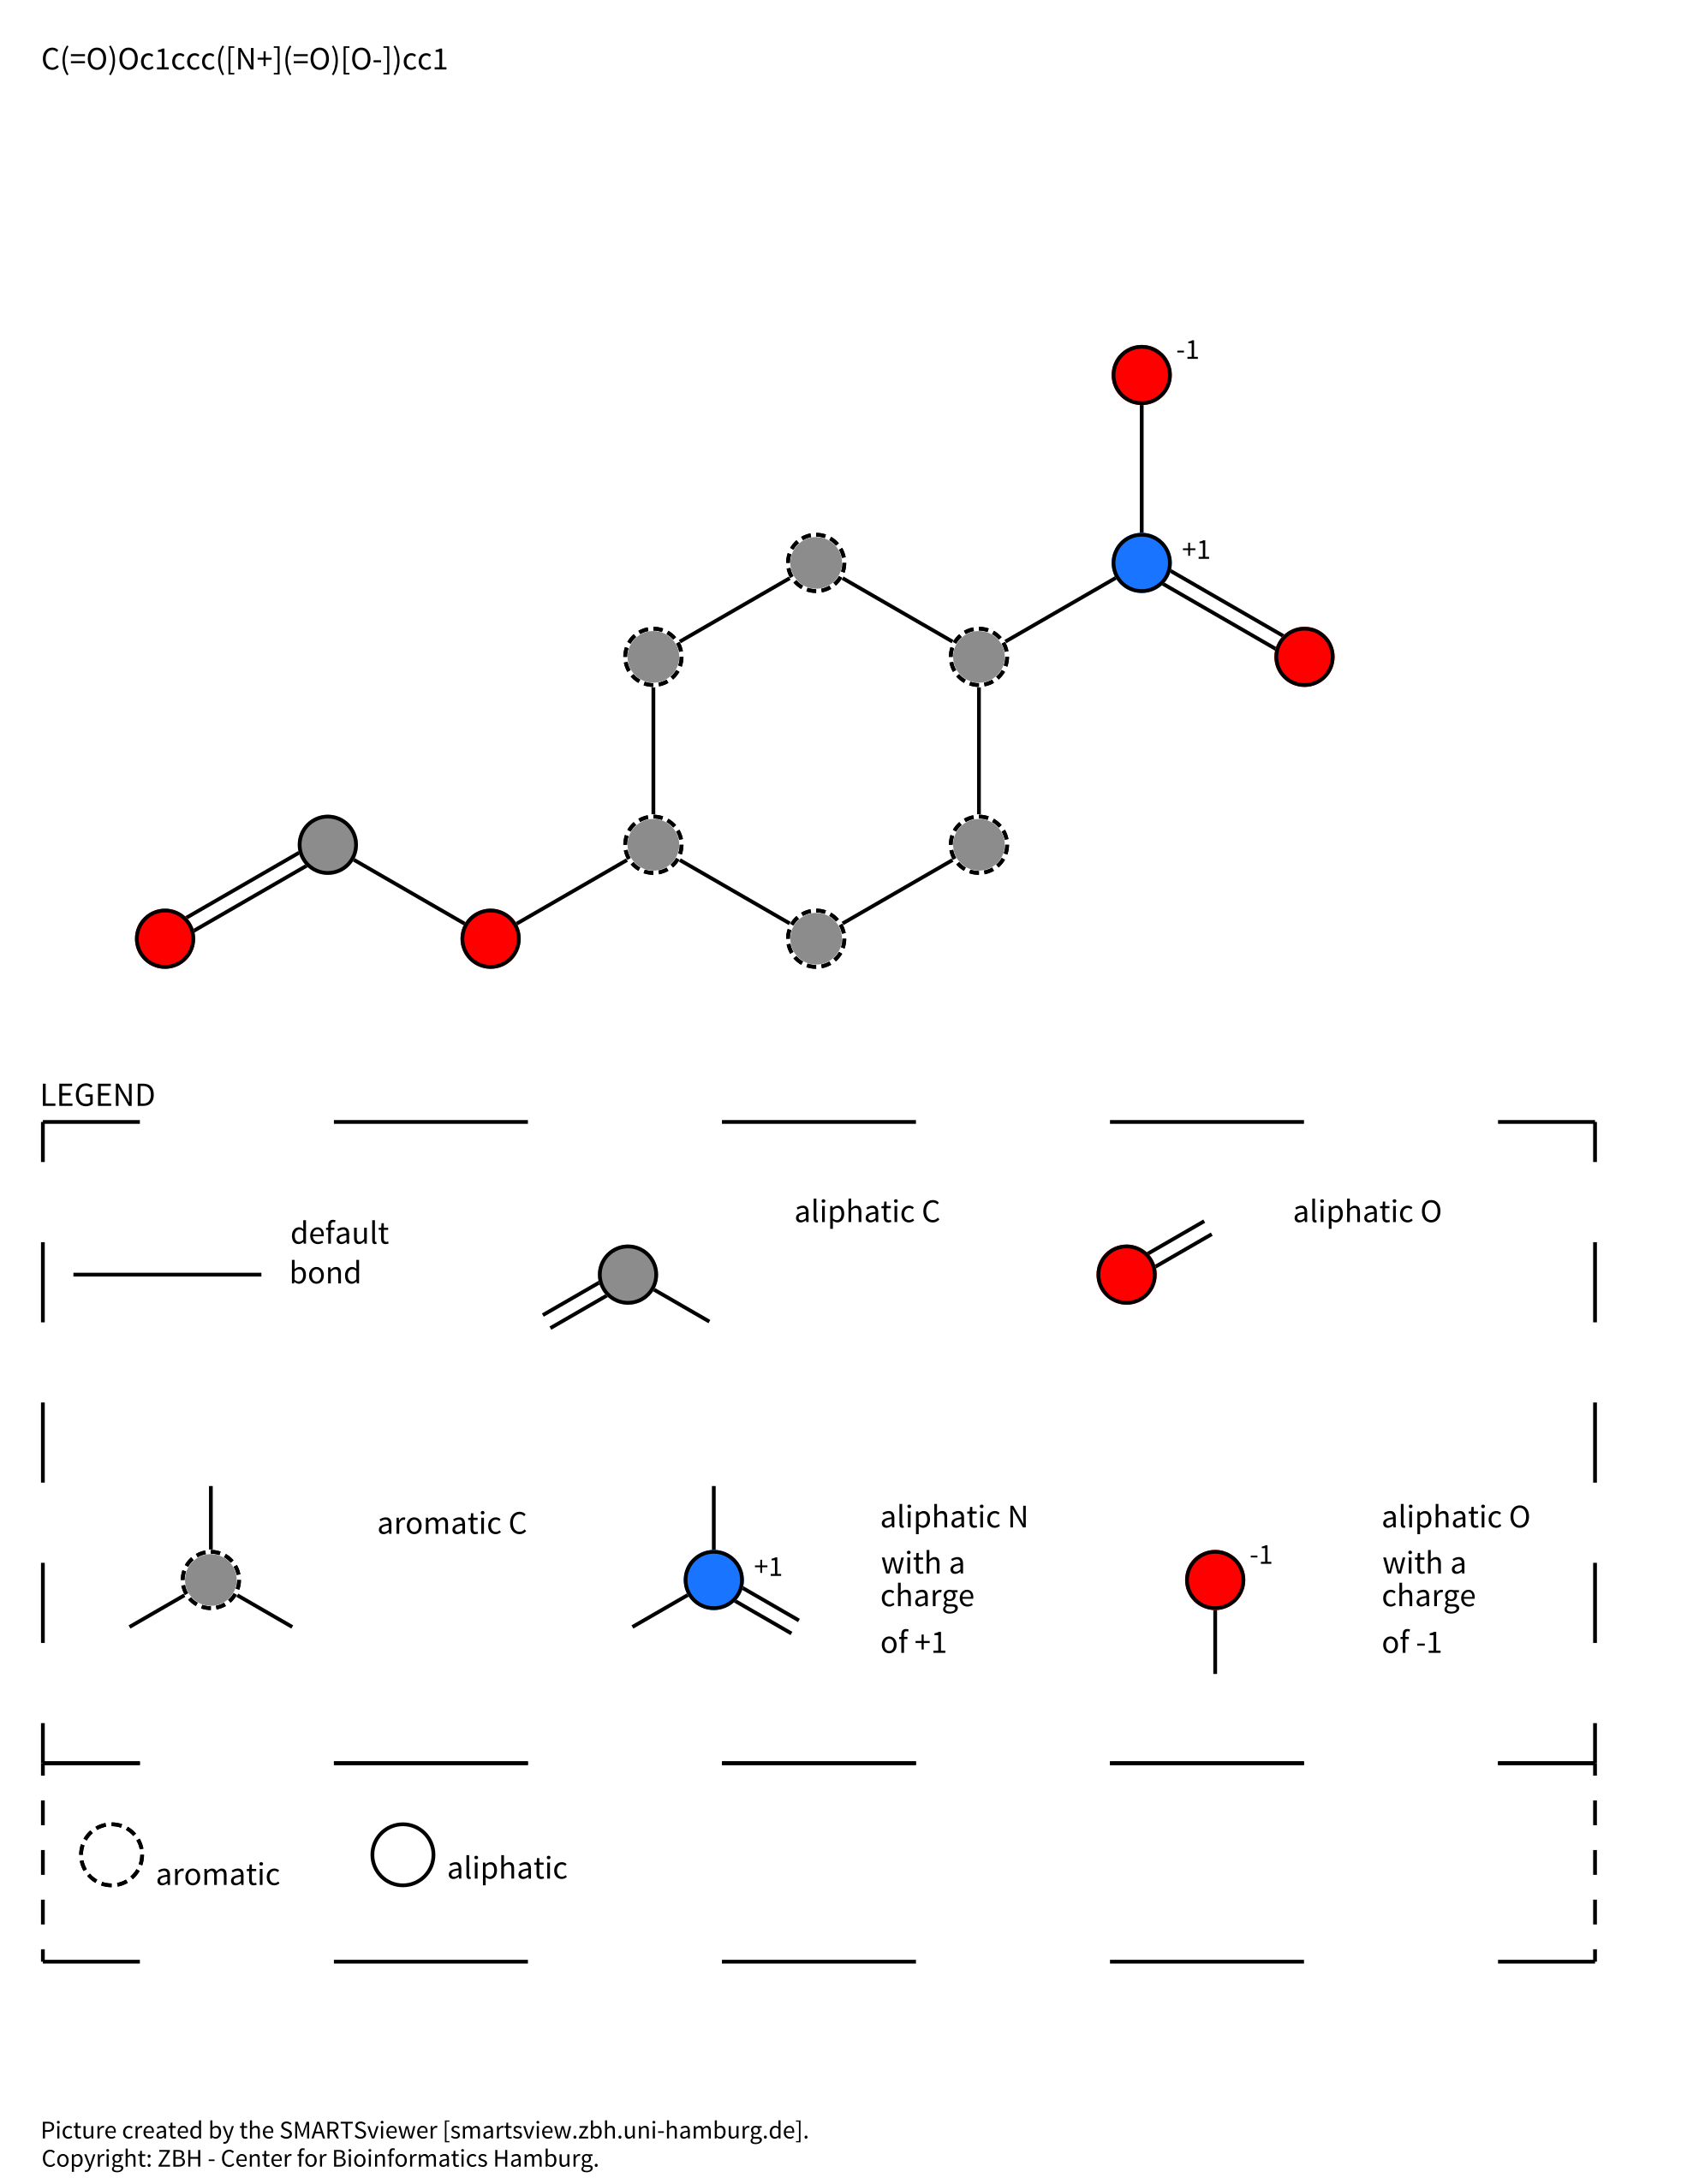 C(=O)Oc1ccc([N+](=O)[O-])cc1
-1
+1
LEGEND
default
bond
aliphatic C
aliphatic O
aromatic C
+1
aliphatic N
with a
charge
of +1
-1
aliphatic O
with a
charge
of -1
aromatic
aliphatic
Picture created by the SMARTSviewer [smartsview.zbh.uni-hamburg.de].
Copyright: ZBH - Center for Bioinformatics Hamburg.